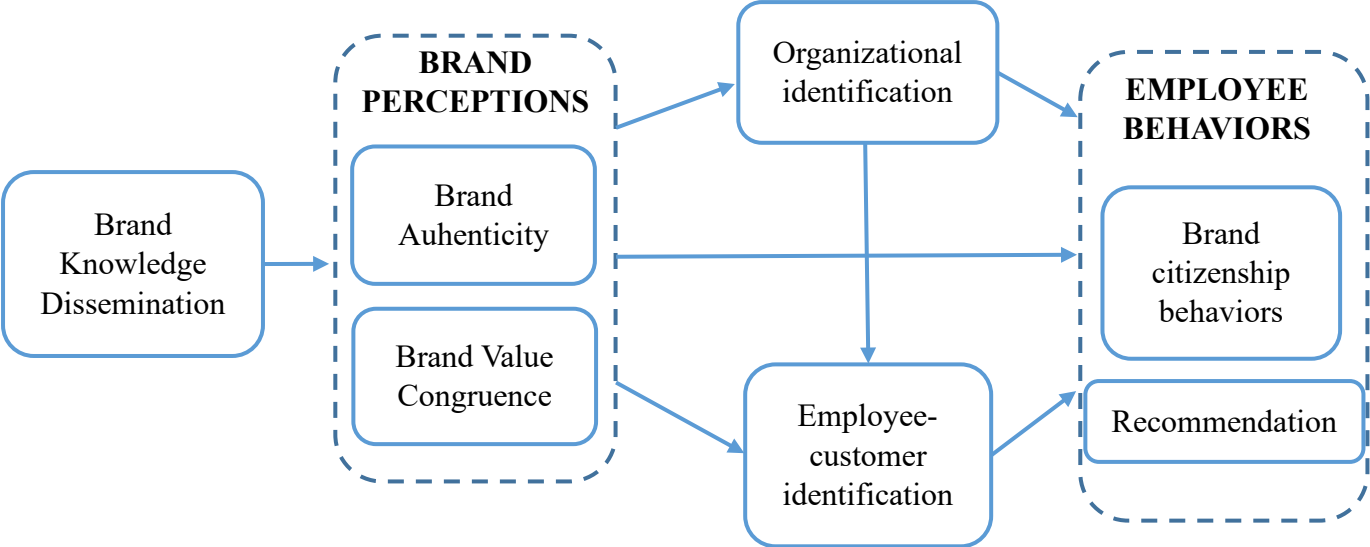 Brand
Knowledge
Dissemination
BRAND
PERCEPTIONS
Brand
Auhenticity
Brand Value
Congruence
Organizational
identification
Employee-
customer
identification
EMPLOYEE
BEHAVIORS
Brand
citizenship
behaviors
Recommendation